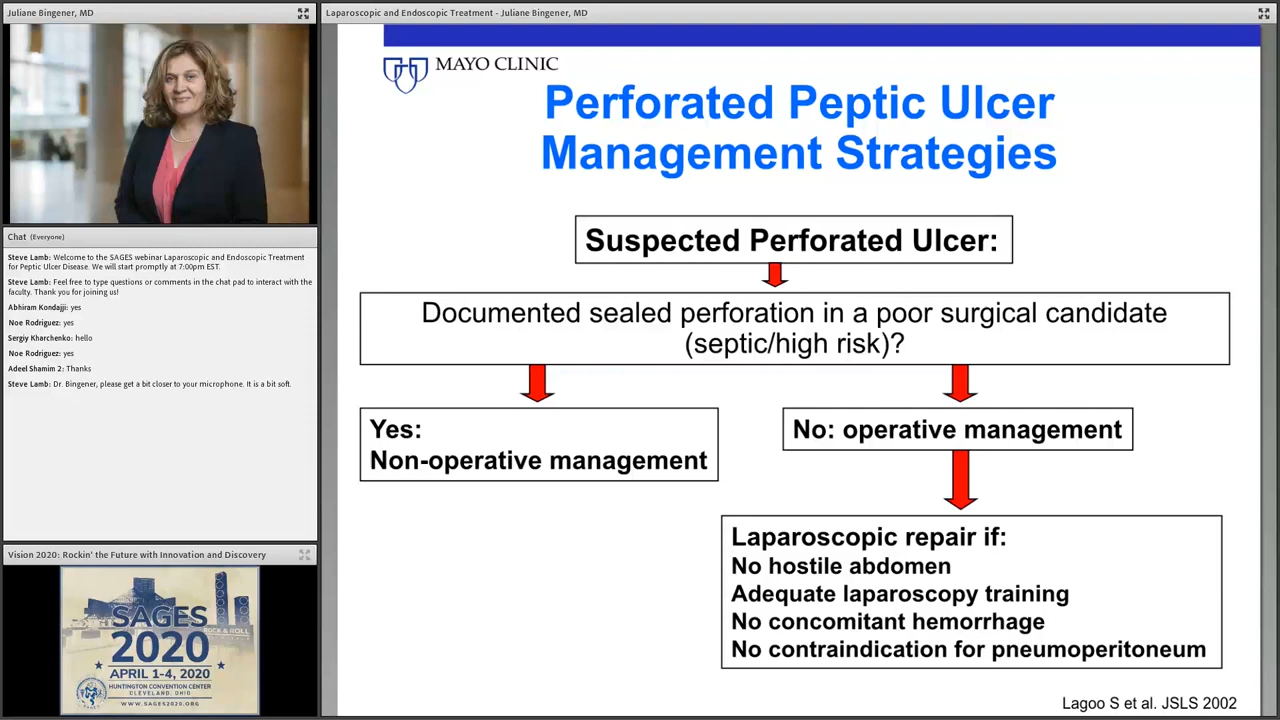 Juliane Bingener, MD
Laparoscopic and Endoscopic Treatment - Juliane Bingener, MD
MAYO CLINIC
Perforated Peptic Ulcer
Management Strategies
Suspected Perforated Ulcer:
Documented sealed perforation in a poor surgical candidate
(septic/high risk)?
Yes:
Non-operative management
No: operative management
Laparoscopic repair if:
No hostile abdomen
Adequate laparoscopy training
No concomitant hemorrhage
No contraindication for pneumoperitoneum
Lagoo S et al. JSLS 2002
Chat (Everyone)
Steve Lamb: Welcome to the SAGES webinar Laparoscopic and Endoscopic Treatment
for Peptic Ulcer Disease. We will start promptly at 7:00pm EST.
Steve Lamb: Feel free to type questions or comments in the chat pad to interact with the
faculty. Thank you for joining us!
Abhiram Kondajji: yes
Noe Rodriguez: yes
Sergiy Kharchenko: hello
Noe Rodriguez: yes
Adeel Shamim 2: Thanks
Steve Lamb: Dr. Bingener, please get a bit closer to your microphone. It is a bit soft.
Vision 2020: Rockin' the Future with Innovation and Discovery
SAGES
ROCK & ROLL
2020
APRIL 1-4, 2020
HUNTINGTON CONVENTION CENTER
CLEVELAND, OHIO
WWW.SAGES2020.ORG